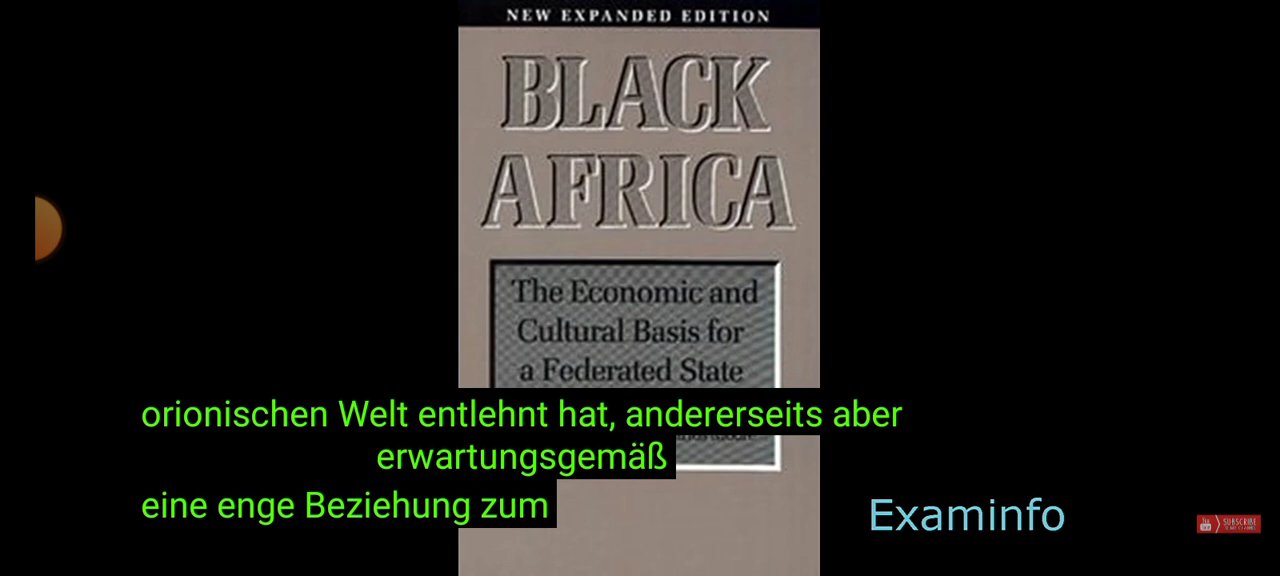 NEW EXPANDED EDITION
BLACK
AFRICA
The Economic and
Cultural Basis for
a Federated State
orionischen Welt entlehnt hat, andererseits aber
erwartungsgemäß
eine enge Beziehung zum
Examinfo
SUBSCRIBE